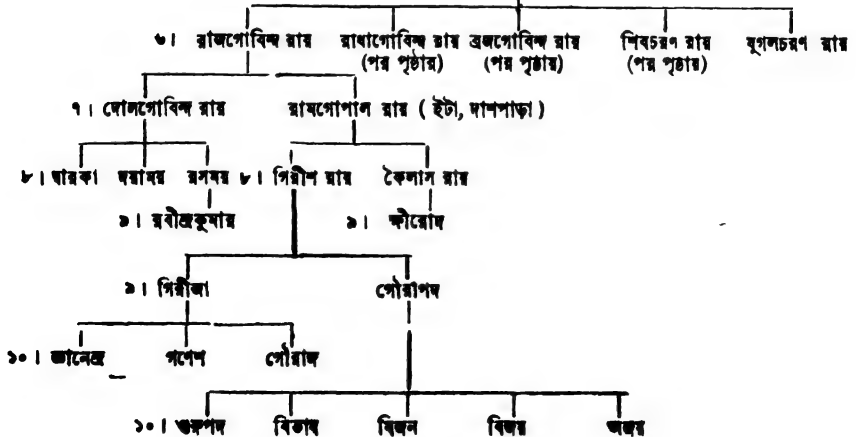 ৬। রাজগোবিন্দ রায় রাধাগোবিন্দ রায় ব্রজগোবিন্দ রায় শিবচরণ রায় যুগলচরণ রায়
(পর পৃষ্ঠায়) (পর পৃষ্ঠায়) (পর পৃষ্ঠায়)
৭। দোলগোবিন্দ রায় রামগোপাল রায় ( ইটা, দাশপাড়া )
৮। দ্বারকা দয়াময় রসময় ৮। গিরীশ রায় কৈলাস রায়
৯। রবীন্দ্রকুমার ৯। ক্ষীরোদ
৯। গিরীজা গৌরাপদ
১০। জ্ঞানেন্দ্র গণেশ গৌরাঙ্গ
১০। গুরুপদ বিভাষ দ্বিজন বিজয় অজয়